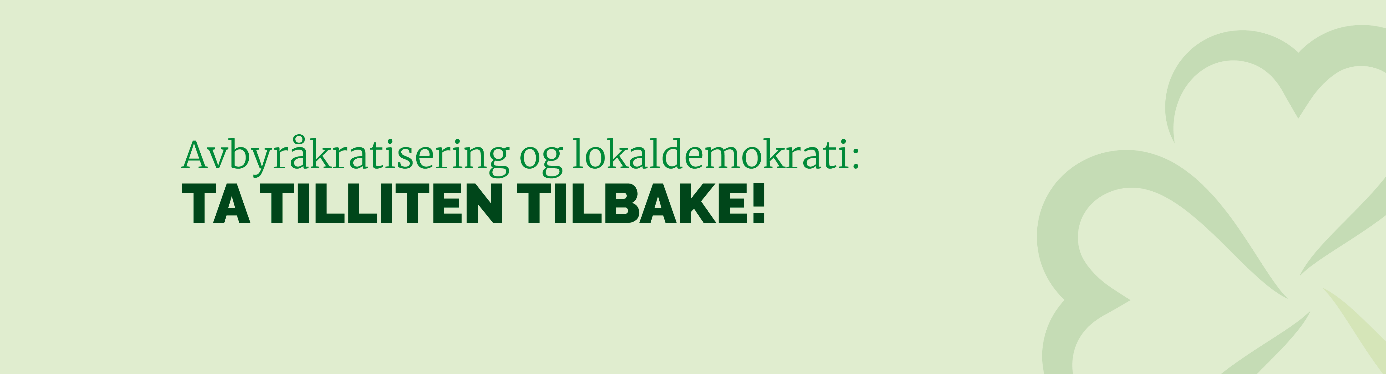 Avbyråkratisering og lokaldemokrati:
TA TILLITEN TILBAKE!